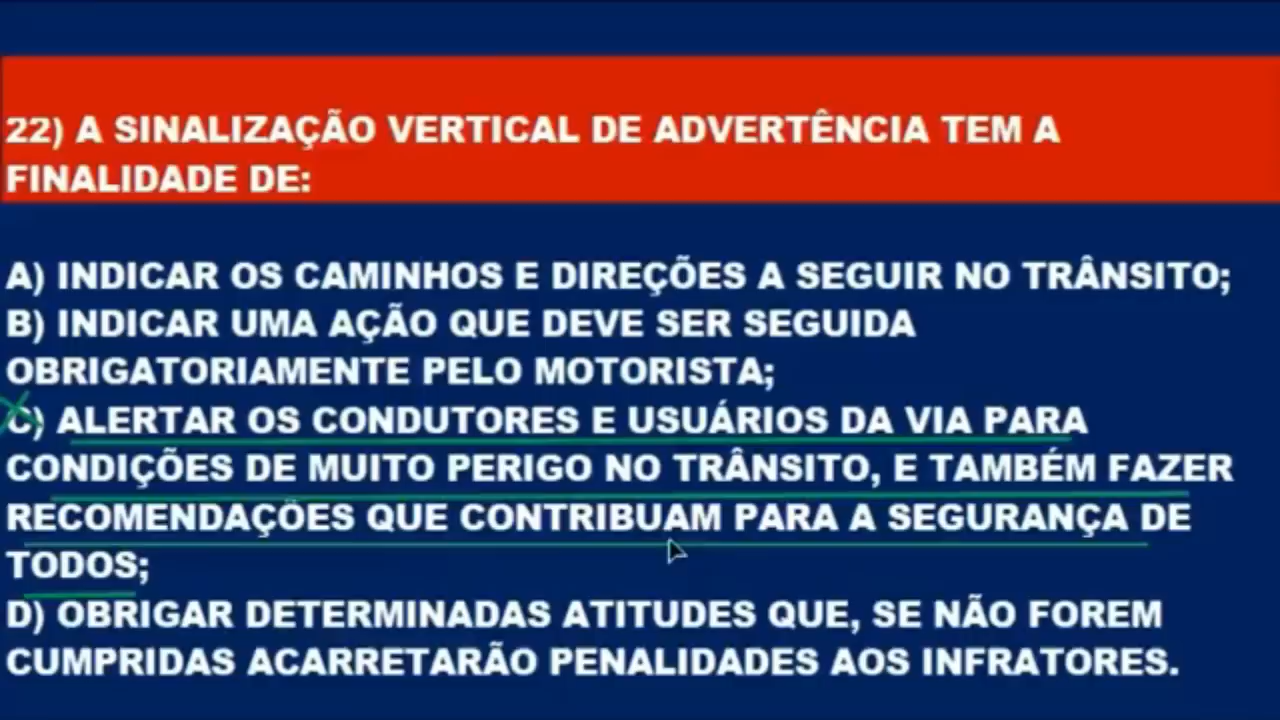 22) A SINALIZAÇÃO VERTICAL DE ADVERTÊNCIA TEM A
FINALIDADE DE:
A) INDICAR OS CAMINHOS E DIREÇÕES A SEGUIR NO TRÂNSITO;
B) INDICAR UMA AÇÃO QUE DEVE SER SEGUIDA
OBRIGATORIAMENTE PELO MOTORISTA;
C) ALERTAR OS CONDUTORES E USUÁRIOS DA VIA PARA
CONDIÇÕES DE MUITO PERIGO NO TRÂNSITO, E TAMBÉM FAZER
RECOMENDAÇÕES QUE CONTRIBUAM PARA A SEGURANÇA DE
TODOS;
D) OBRIGAR DETERMINADAS ATITUDES QUE, SE NÃO FOREM
CUMPRIDAS ACARRETARÃO PENALIDADES AOS INFRATORES.